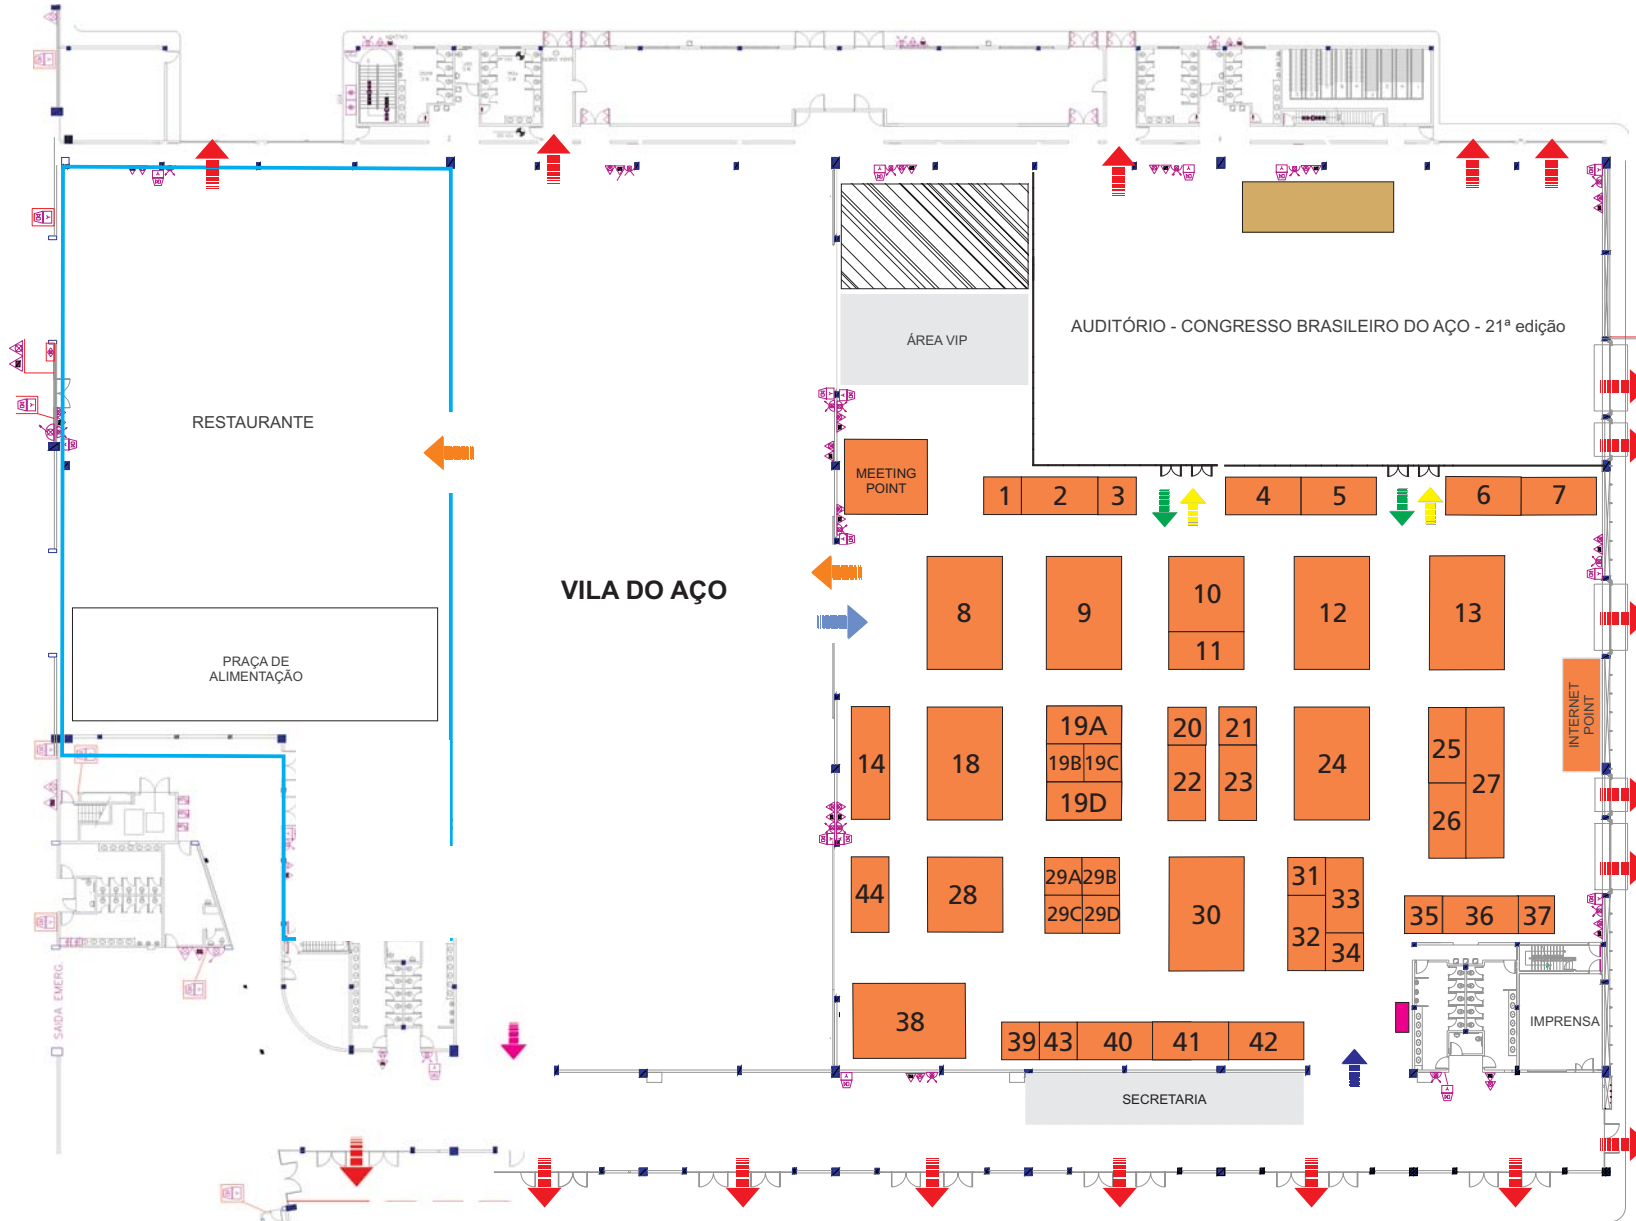 ÁREA VIP
AUDITÓRIO - CONGRESSO BRASILEIRO DO AÇO - 21ª edição
RESTAURANTE
MEETING
POINT
1 2 3 4 5 6 7
VILA DO AÇO
8 9 10 12 13
11
PRAÇA DE
ALIMENTAÇÃO
INTERNET
POINT
14 18 19A 20 21 24 25 27
19B 19C 22 23
19D 26
44 28 29A 29B 30 31 33
29C 29D 32 34
35 36 37
38
39 43 40 41 42
IMPRENSA
SAIDA EMERG.
SECRETARIA